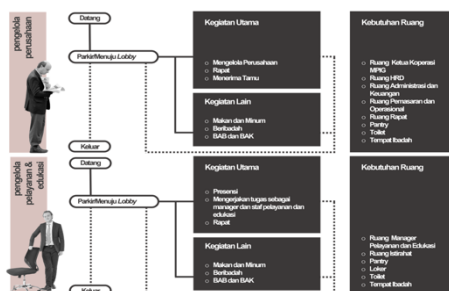 pengelola
perusahaan
Datang
Parkir/Menuju Lobby
Keluar
Kegiatan Utama
o Mengelola Perusahaan
o Rapat
o Menerima Tamu
Kegiatan Lain
o Makan dan Minum
o Beribadah
o BAB dan BAK
Kebutuhan Ruang
o Ruang Ketua Koperasi
MPIG
o Ruang HRD
o Ruang Administrasi dan
Keuangan
o Ruang Pemasaran dan
Operasional
o Ruang Rapat
o Pantry
o Toilet
o Tempat Ibadah
pengelola
pelayanan &
edukasi
Datang
Parkir/Menuju Lobby
Keluar
Kegiatan Utama
o Presensi
o Mengerjakan tugas sebagai
manager dan staf pelayanan dan
edukasi
o Rapat
Kegiatan Lain
o Makan dan Minum
o Beribadah
o BAB dan BAK
Kebutuhan Ruang
o Ruang Manager
Pelayanan dan Edukasi
o Ruang Istirahat
o Pantry
o Loker
o Toilet
o Tempat Ibadah